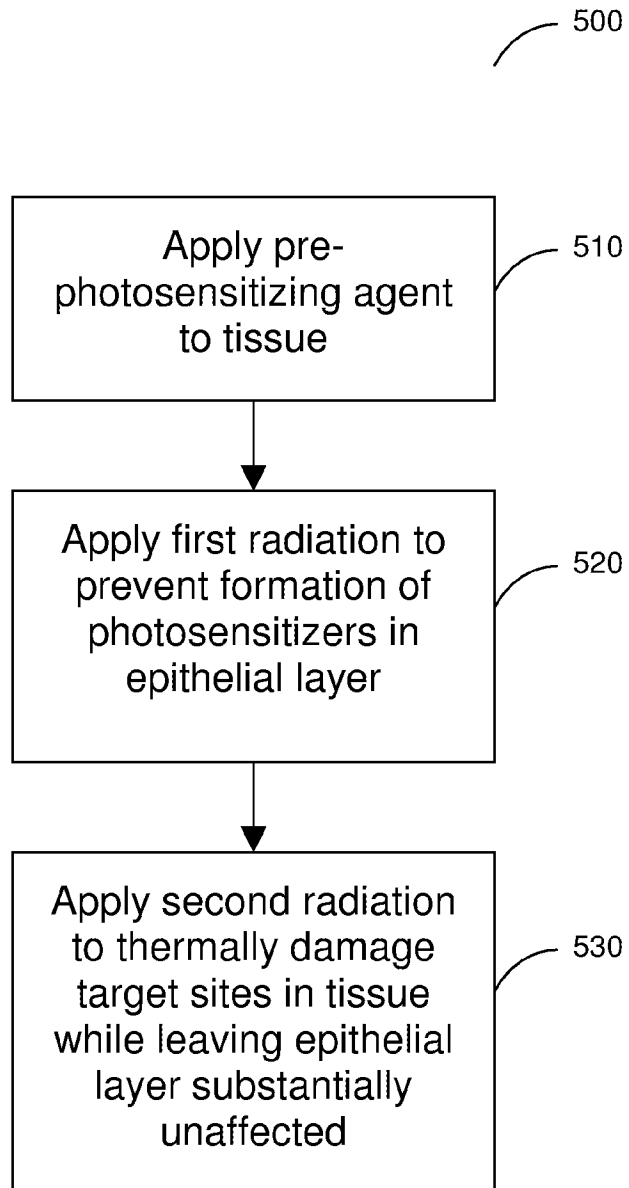 500
Apply pre-
photosensitizing agent
to tissue
510
Apply first radiation to
prevent formation of
photosensitizers in
epithelial layer
520
Apply second radiation
to thermally damage
target sites in tissue
while leaving epithelial
layer substantially
unaffected
530